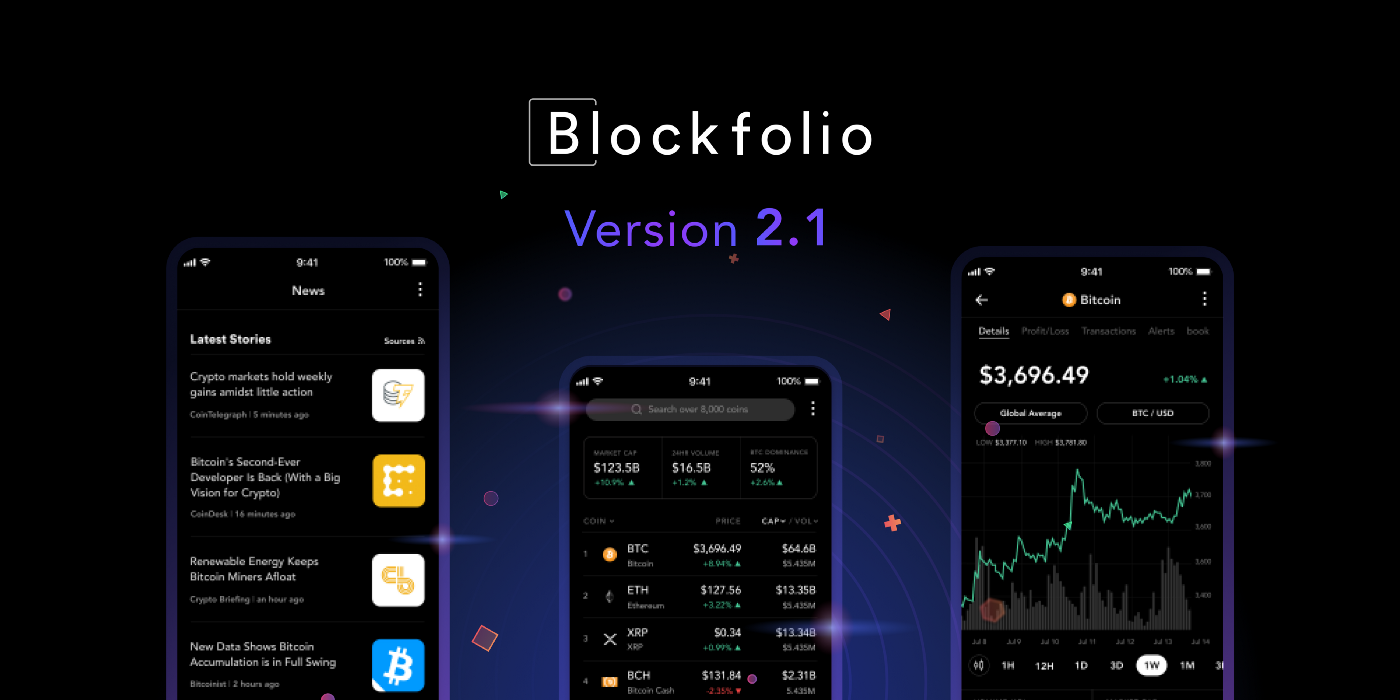 Blockfolio
Version 2.1
9:41
100%
News
Latest Stories
Sources
Crypto markets hold weekly
gains amidst little action
CoinTelegraph | 5 minutes ago
Bitcoin's Second-Ever
Developer Is Back (With a Big
Vision for Crypto)
CoinDesk | 16 minutes ago
Renewable Energy Keeps
Bitcoin Miners Afloat
Crypto Briefing | an hour ago
New Data Shows Bitcoin
Accumulation is in Full Swing
Bitcoinist | 2 hours ago
9:41
100%
Search over 8,000 coins
MARKET CAP
$123.5B
+10.9% ▲
24HR VOLUME
$16.5B
+1.2% ▲
BTC DOMINANCE
52%
+2.6% ▲
COIN PRICE CAP / VOL
1 BTC $3,696.49 $64.6B
Bitcoin +8.94% ▲ $5.435M
2 ETH $127.56 $13.35B
Ethereum +3.22% ▲ $5.435M
3 XRP $0.34 $13.34B
XRP +0.99% ▲ $5.435M
4 BCH $131.84 $2.31B
Bitcoin Cash -2.35% ▼ 5.435M
9:41
100%
Bitcoin
Details Profit/Loss Transactions Alerts book
$3,696.49 +1.04% ▲
Global Average BTC / USD
LOW $3,377.10 HIGH $3,781.80
3,800
3,700
3,600
3,600
3,400
Jul 8 Jul 9 Jul 10 Jul 11 Jul 12 Jul 13 Jul 14
1H 12H 1D 3D 1W 1M